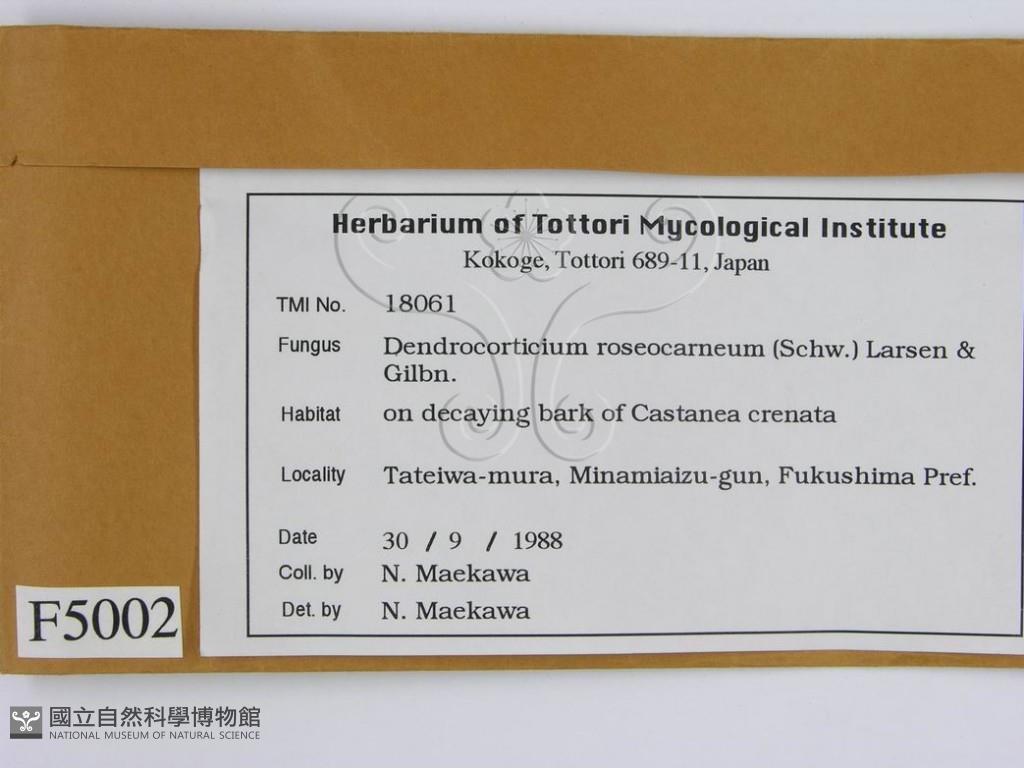 Herbarium of Tottori Mycological Institute
Kokoge, Tottori 689-11, Japan
TMI No. 18061
Fungus Dendrocorticium roseocarneum (Schw.) Larsen &
Gilbn.
Habitat on decaying bark of Castanea crenata
Locality Tateiwa-mura, Minamiaizu-gun, Fukushima Pref.
Date 30 / 9 / 1988
Coll. by N. Maekawa
Det. by N. Maekawa
F5002
國立自然科學博物館
NATIONAL MUSEUM OF NATURAL SCIENCE